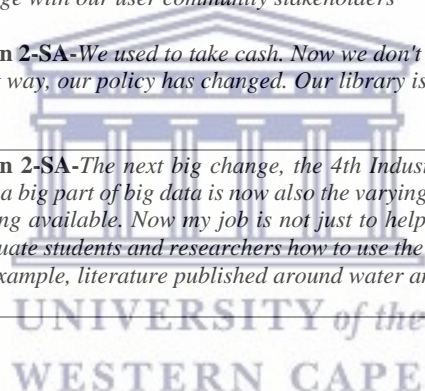 ge with our user community stakeholders
n 2-SA-We used to take cash. Now we don't
t way, our policy has changed. Our library is
n 2-SA-The next big change, the 4th Indus
a big part of big data is now also the varying
ng available. Now my job is not just to help
uate students and researchers how to use the
xample, literature published around water a
UNIVERSITY of the
WESTERN CAPE